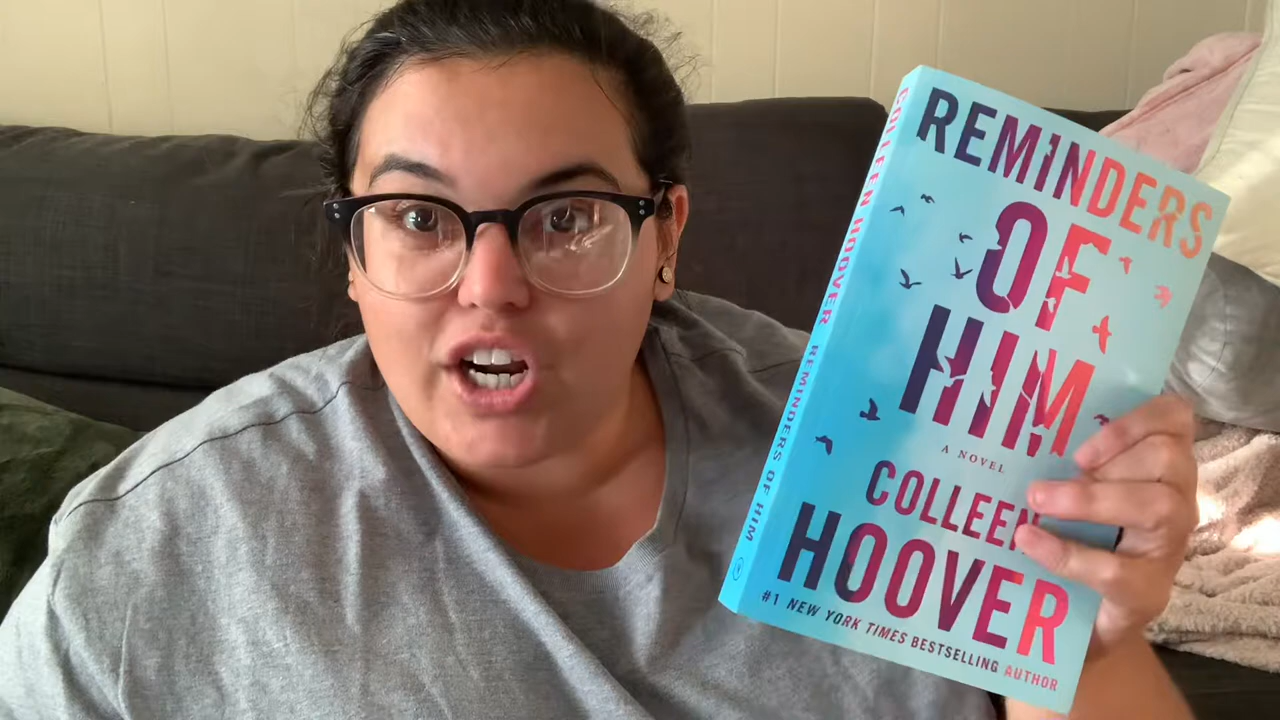 COLLEEN HOOVER REMINDERS OF HIM
REMINDERS
OF
HIM
A NOVEL
COLLEEN
HOOVER
#1 NEW YORK TIMES BESTSELLING AUTHOR